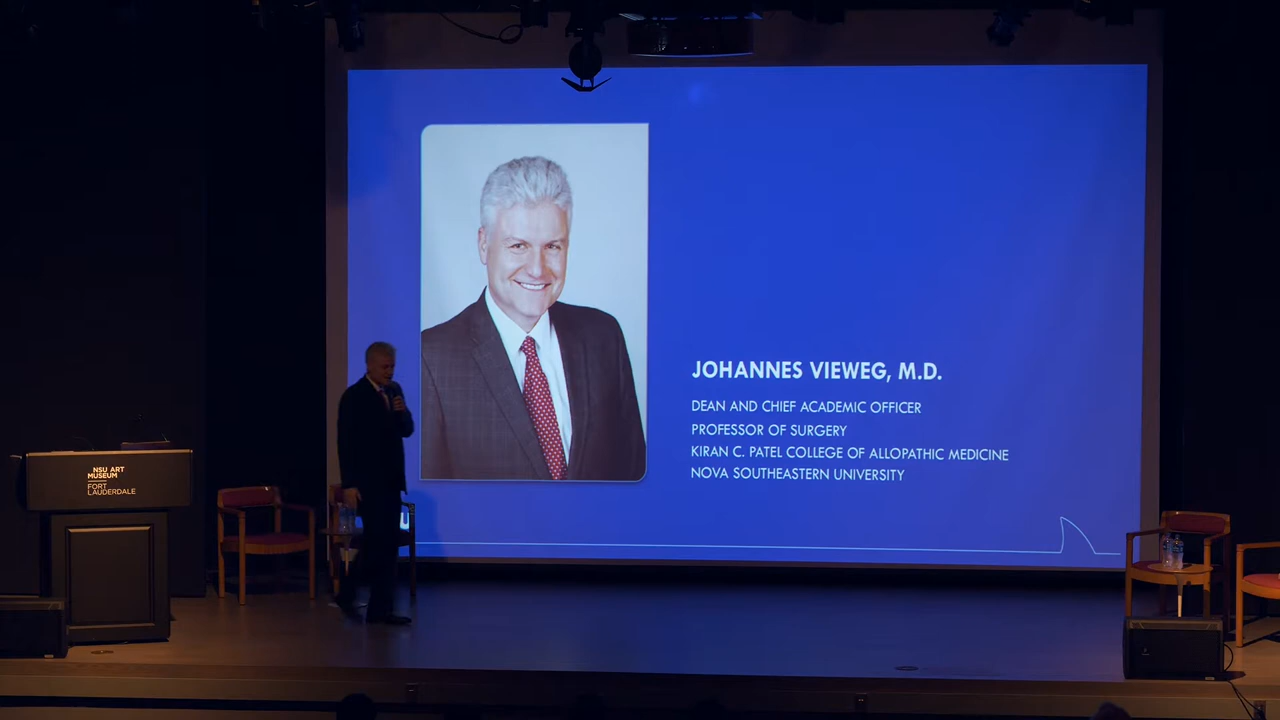 JOHANNES VIEWEG, M.D.
DEAN AND CHIEF ACADEMIC OFFICER
PROFESSOR OF SURGERY
KIRAN C. PATEL COLLEGE OF ALLOPATHIC MEDICINE
NOVA SOUTHEASTERN UNIVERSITY
NSU ART
MUSEUM
FORT
LAUDERDALE